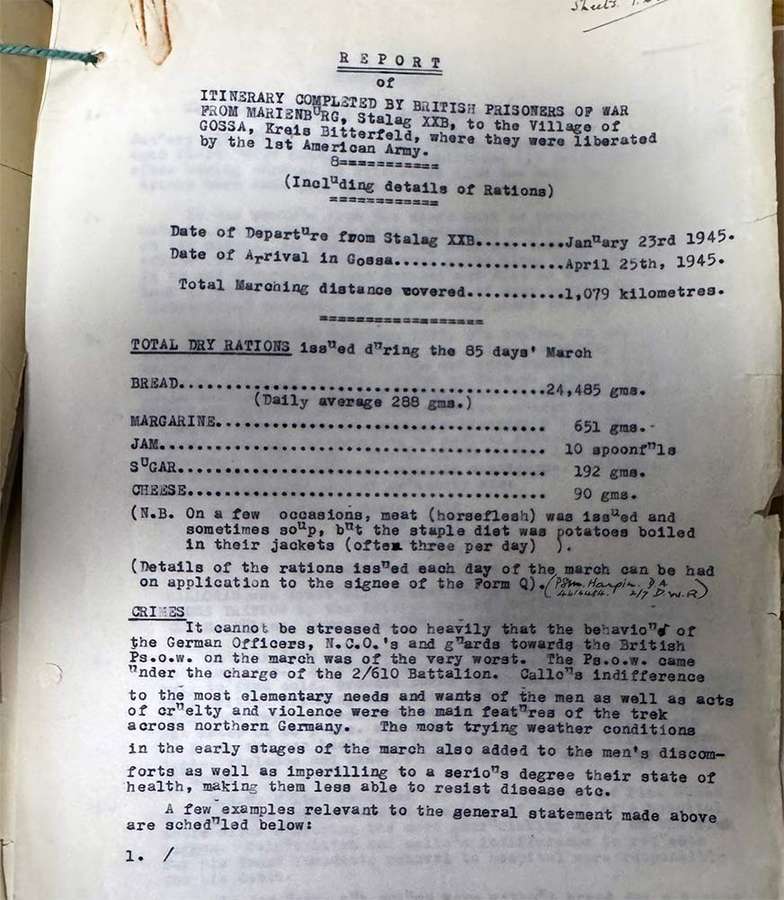 Sheets.
REPORT
of
ITINERARY COMPLETED BY BRITISH PRISONERS OF WAR
FROM MARIENBURG, Stalag XXB, to the Village of
GOSSA, Kreis Bitterfeld, where they were liberated
by the 1st American Army.
8===========
(Including details of Rations)
============
Date of Departure from Stalag XXB..........January 23rd 1945.
Date of Arrival in Gossa...................April 25th, 1945.
Total Marching distance covered...........1,079 kilometres.
==================
TOTAL DRY RATIONS issued during the 85 days' March
BREAD.........................................24,485 gms.
(Daily average 288 gms.)
MARGARINE..................................... 651 gms.
JAM........................................... 10 spoonfuls
SUGAR......................................... 192 gms.
CHEESE........................................ 90 gms.
(N.B. On a few occasions, meat (horseflesh) was issued and
sometimes soup, but the staple diet was potatoes boiled
in their jackets (often three per day) ).
(Details of the rations issued each day of the march can be had
on application to the signee of the Form Q).(Psm. Harpin. D A
2/7 D.W.R)
CRIMES
It cannot be stressed too heavily that the behaviour of
the German Officers, N.C.O.'s and guards towards the British
Ps.o.w. on the march was of the very worst. The Ps.o.w. came
under the charge of the 2/610 Battalion. Callous indifference
to the most elementary needs and wants of the men as well as acts
of cruelty and violence were the main features of the trek
across northern Germany. The most trying weather conditions
in the early stages of the march also added to the men's discom-
forts as well as imperilling to a serious degree their state of
health, making them less able to resist disease etc.
A few examples relevant to the general statement made above
are scheduled below:
1. /